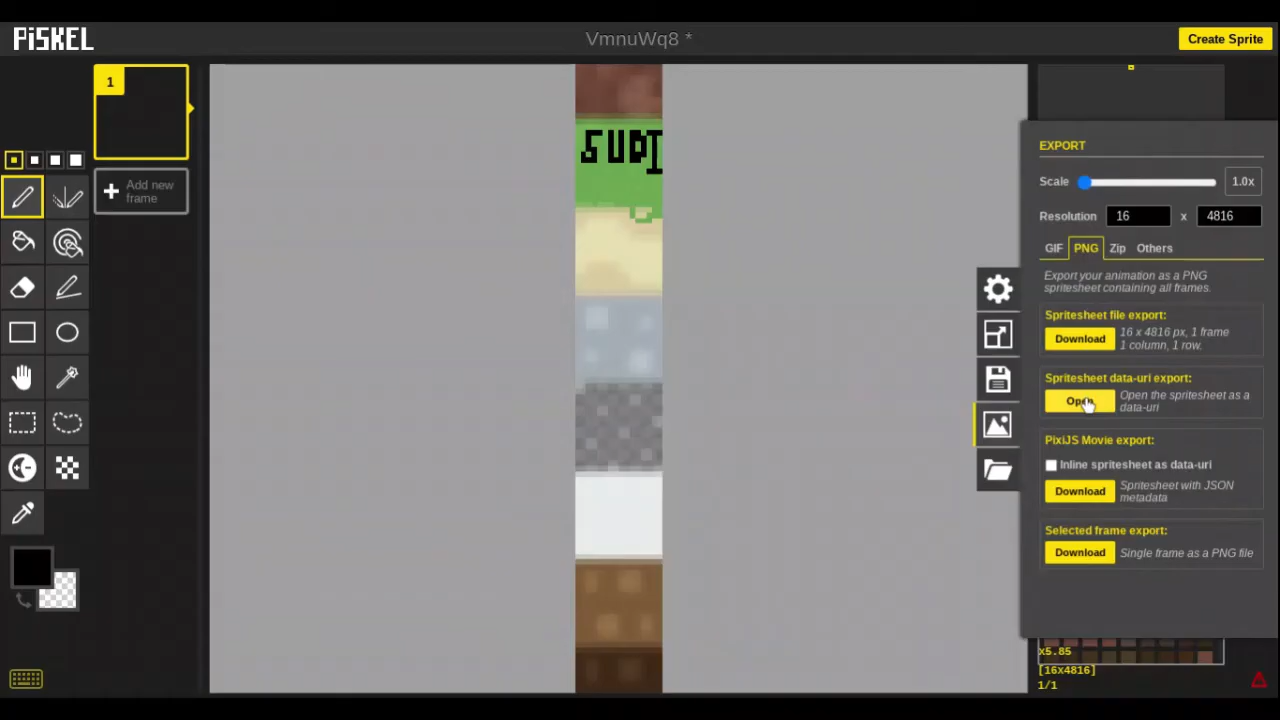 PiSKEL
VmnuWq8 *
Create Sprite
1
Add new
frame
EXPORT
Scale 1.0x
Resolution 16 x 4816
GIF PNG Zip Others
Export your animation as a PNG
spritesheet containing all frames.
Spritesheet file export:
Download 16 x 4816 px, 1 frame
1 column, 1 row.
Spritesheet data-uri export:
Open Open the spritesheet as a
data-uri
PixiJS Movie export:
Inline spritesheet as data-uri
Download Spritesheet with JSON
metadata
Selected frame export:
Download Single frame as a PNG file
x5.85
[16x4816]
1/1